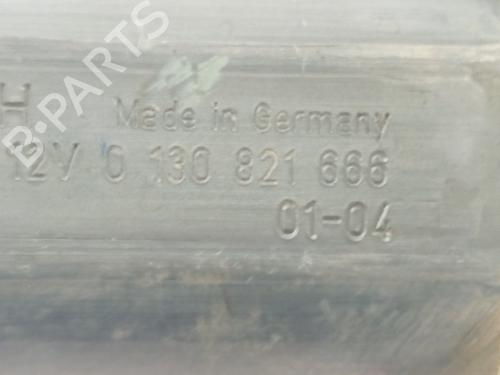 H Made in Germany
12V 0 130 821 666
01-04
B-PARTS